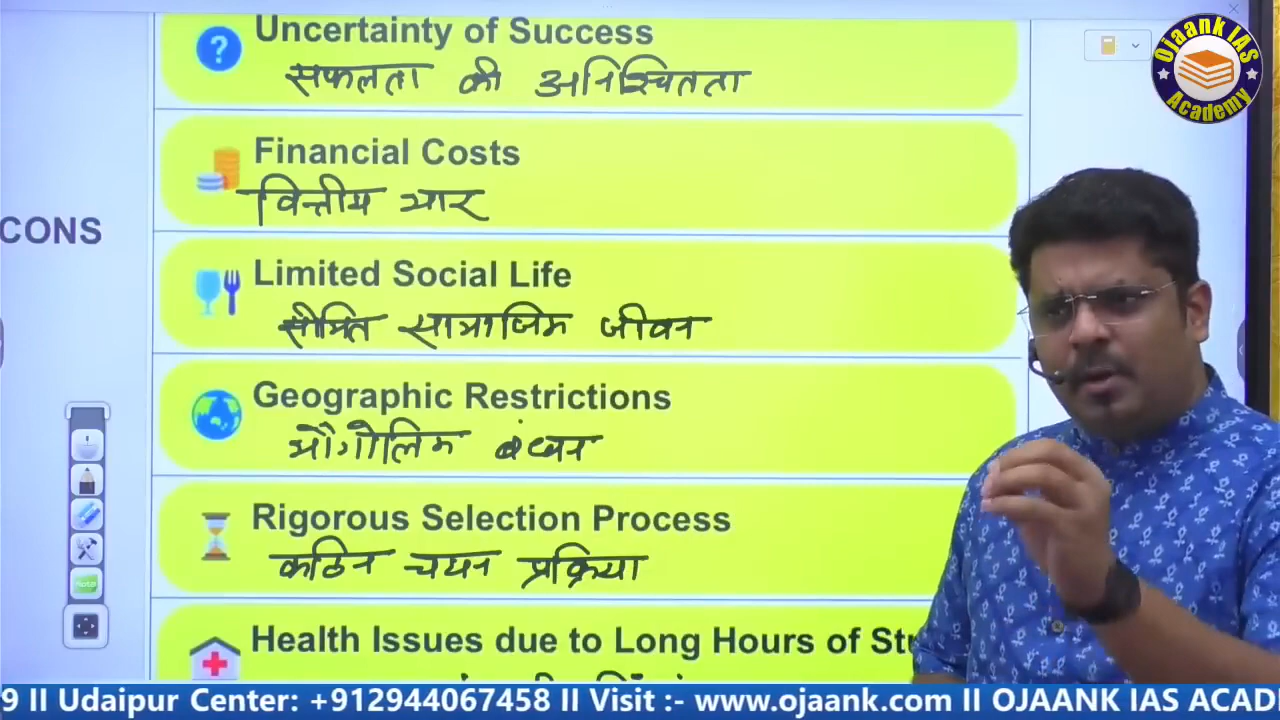 Uncertainty of Success
सफलता की अनिश्चितता
Ojaank IAS
Academy
Financial Costs
वित्तीय भार
CONS
Limited Social Life
सीमित सामाजिक जीवन
Geographic Restrictions
भौगोलिक बंधन
Rigorous Selection Process
कठिन चयन प्रक्रिया
Health Issues due to Long Hours of Stu
9 II Udaipur Center: +912944067458 II Visit :- www.ojaank.com II OJAANK IAS ACADE